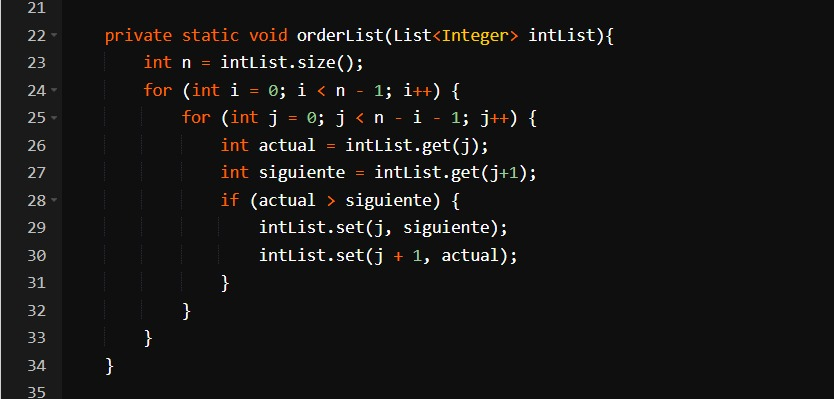 21
22 private static void orderList(List<Integer> intList){
23 int n = intList.size();
24 for (int i = 0; i < n - 1; i++) {
25 for (int j = 0; j < n - i - 1; j++) {
26 int actual = intList.get(j);
27 int siguiente = intList.get(j+1);
28 if (actual > siguiente) {
29 intList.set(j, siguiente);
30 intList.set(j + 1, actual);
31 }
32 }
33 }
34 }
35